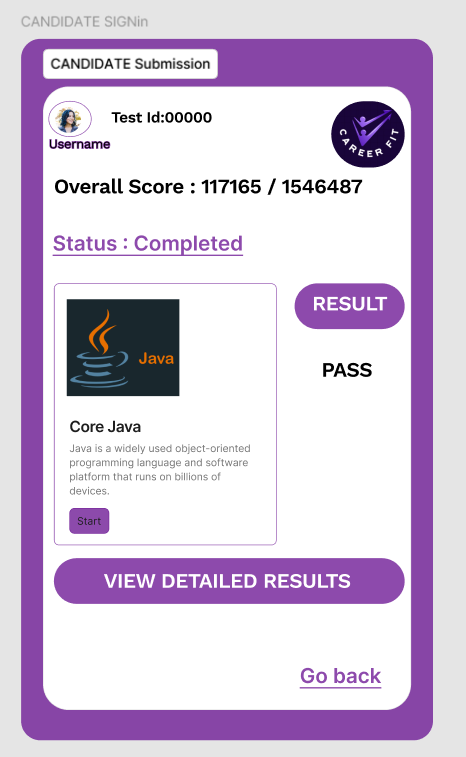 CANDIDATE SIGNin
CANDIDATE Submission
Test Id:00000
Username
CAREER FIT
Overall Score : 117165 / 1546487
Status : Completed
RESULT
Java
PASS
Core Java
Java is a widely used object-oriented
programming language and software
platform that runs on billions of
devices.
Start
VIEW DETAILED RESULTS
Go back